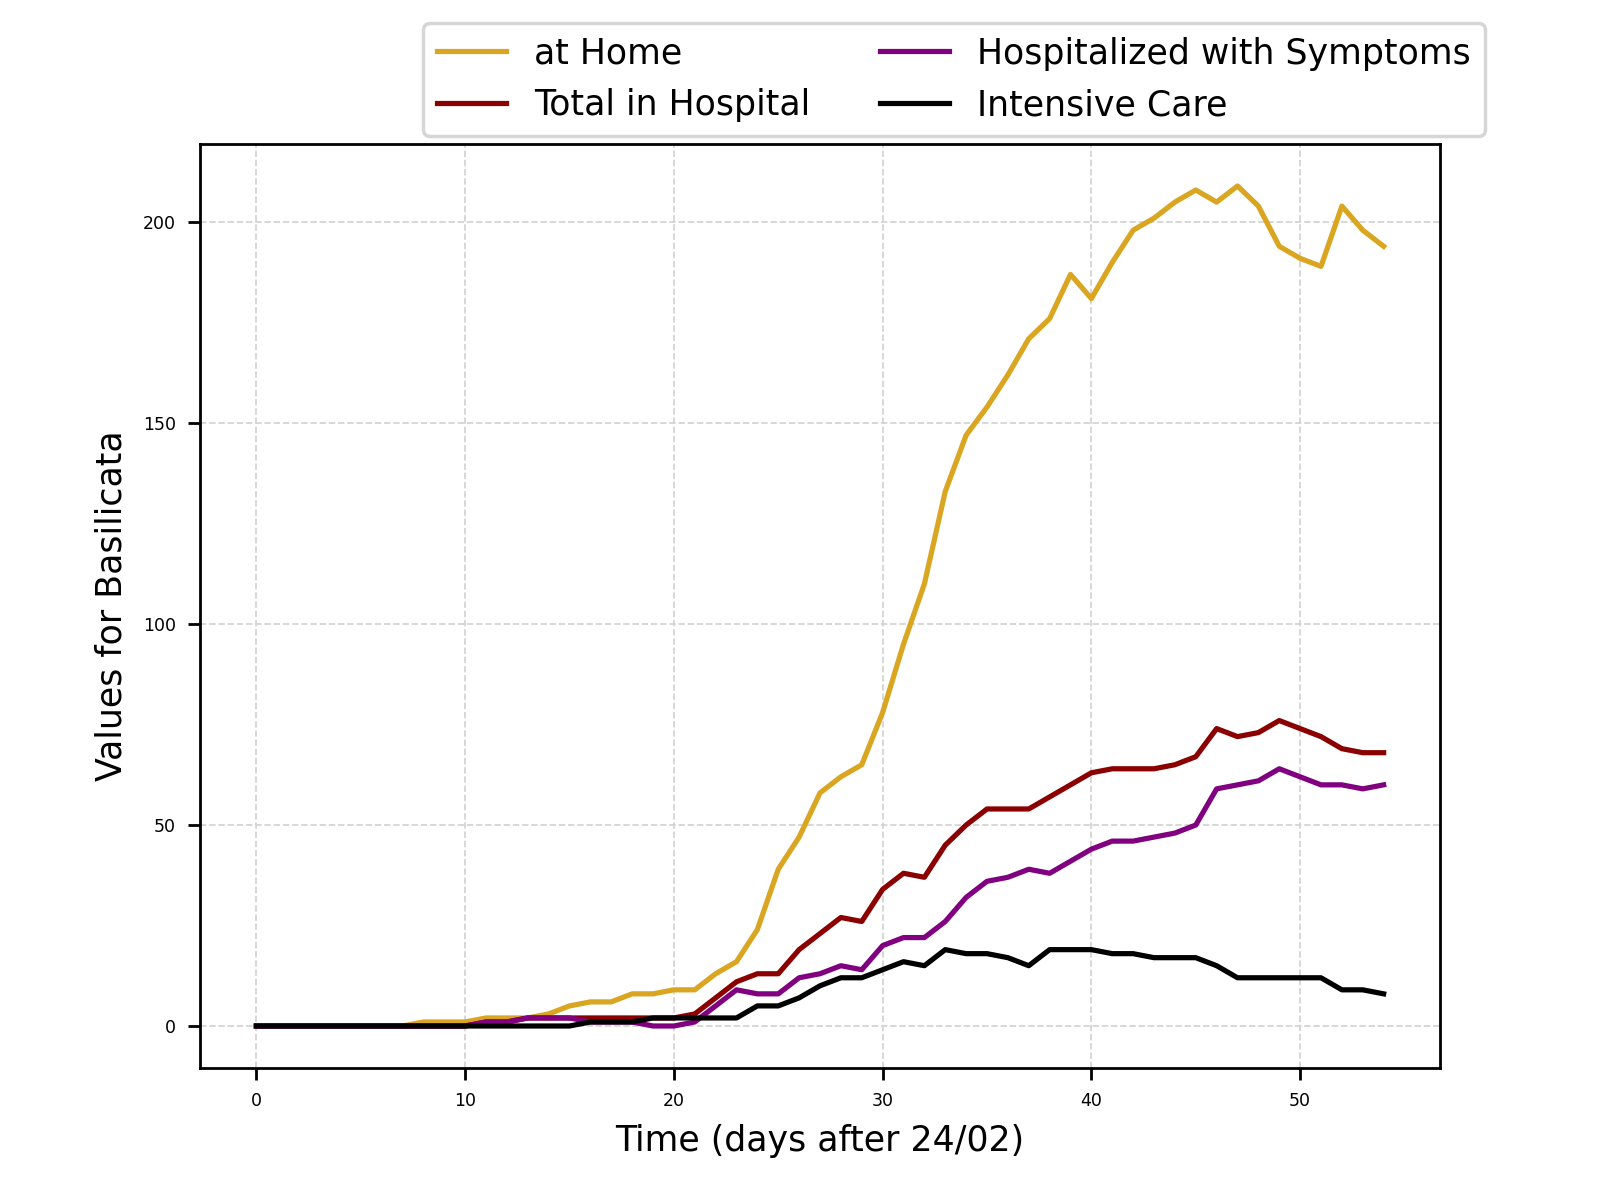 at Home
Total in Hospital
Hospitalized with Symptoms
Intensive Care
Values for Basilicata
200
150
100
50
0
0 10 20 30 40 50
Time (days after 24/02)